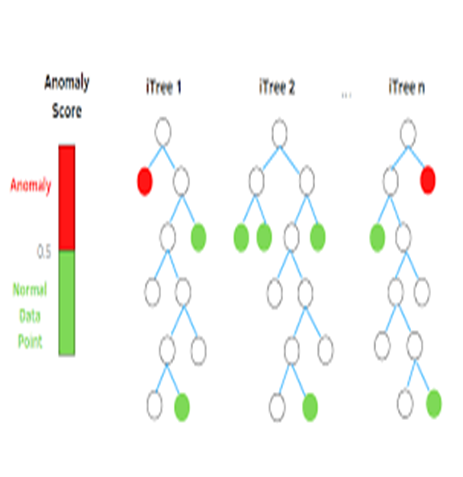 Anomaly
Score
iTree 1
iTree 2
...
iTree n
Anomaly
0.5
Normal
Data
Point